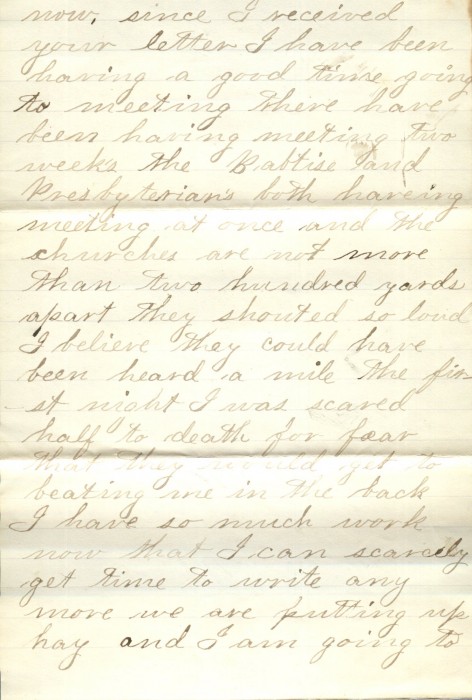 now, since I received
your letter I have been
having a good time going
to meeting there have
been having meeting two
weeks the Babtise and
Presbyterians both hareing
meeting at once and the
churches are not more
than two hundred yards
apart they shouted so loud
I believe they could have
been heard a mile the fir
-st night I was scared
half to death for fear
that they would get to
beating me in the back
I have so much work
now that I can scarcely
get time to write any
more we are putting up
hay and I am going to